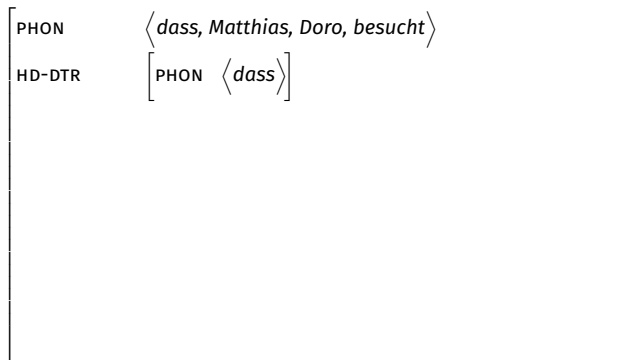 PHON ⟨dass, Matthias, Doro, besucht⟩
HD-DTR [PHON ⟨dass⟩]